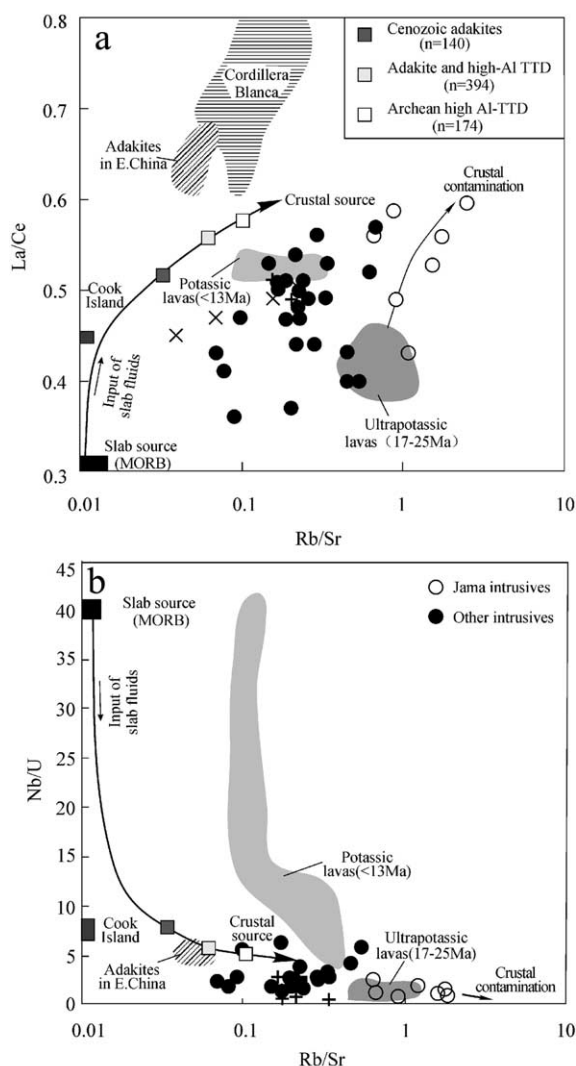 a
0.8
0.7
0.6
0.5
0.4
0.3
La/Ce
Cenozoic adakites
(n=140)
Adakite and high-Al TTD
(n=394)
Archean high Al-TTD
(n=174)
Cordillera
Blanca
Adakites
in E.China
Crustal
contamination
Crustal source
Cook
Island
Potassic
lavas(<13Ma)
Input of
slab fluids
Ultrapotassic
lavas（17-25Ma）
Slab source
(MORB)
0.01
0.1
1
10
Rb/Sr
b
45
40
35
30
25
20
15
10
5
0
Nb/U
Slab source
(MORB)
Jama intrusives
Other intrusives
Input of
slab fluids
Potassic lavas
(<13Ma)
Cook
Island
Crustal
source
Adakites
in E.China
Ultrapotassic
lavas(17-25Ma)
Crustal
contamination
0.01
0.1
1
10
Rb/Sr